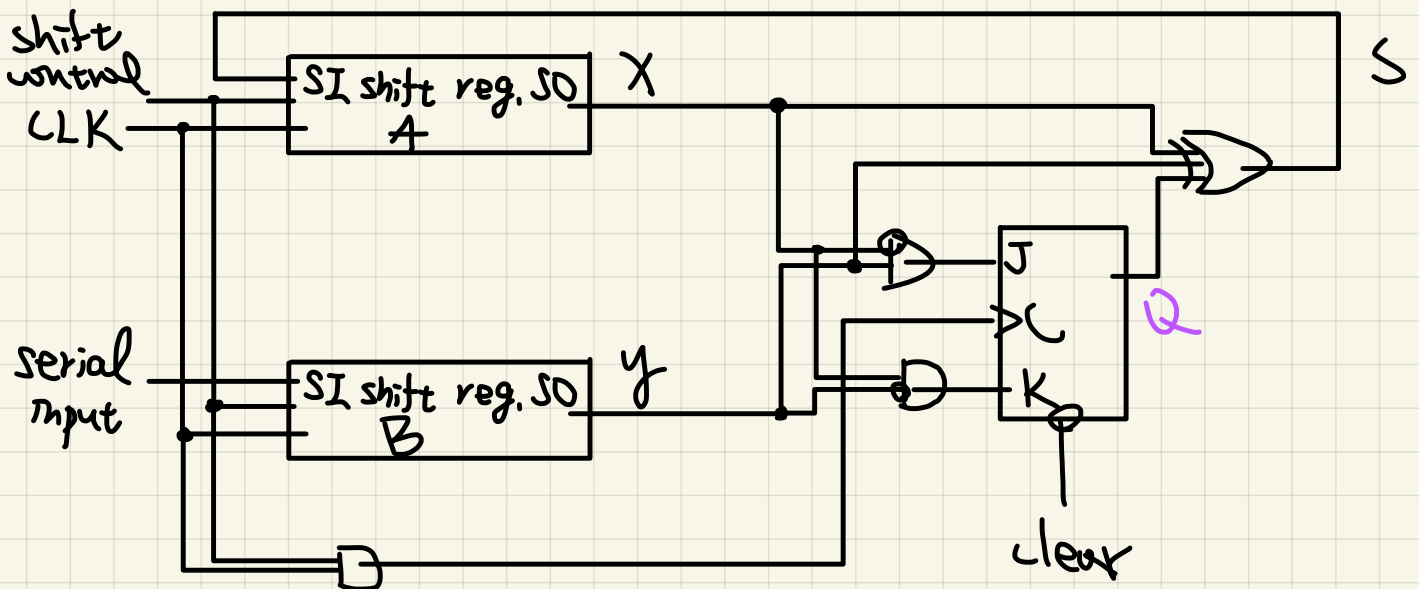 shift
control
CLK
SI shift reg. SO
A
X
S
J
C
K
Q
serial
input
SI shift reg. SO
B
y
clear